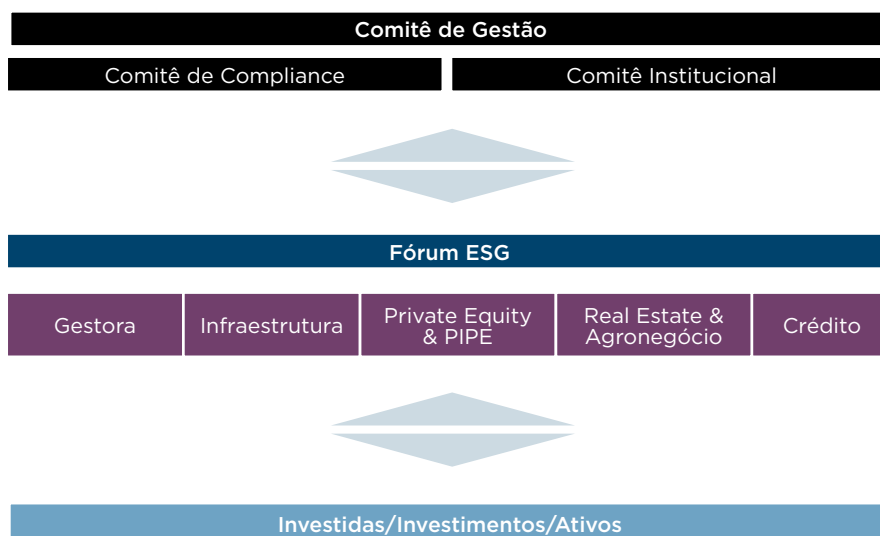 Comitê de Gestão
Comitê de Compliance
Comitê Institucional
Fórum ESG
Gestora
Infraestrutura
Private Equity
& PIPE
Real Estate &
Agronegócio
Crédito
Investidas/Investimentos/Ativos